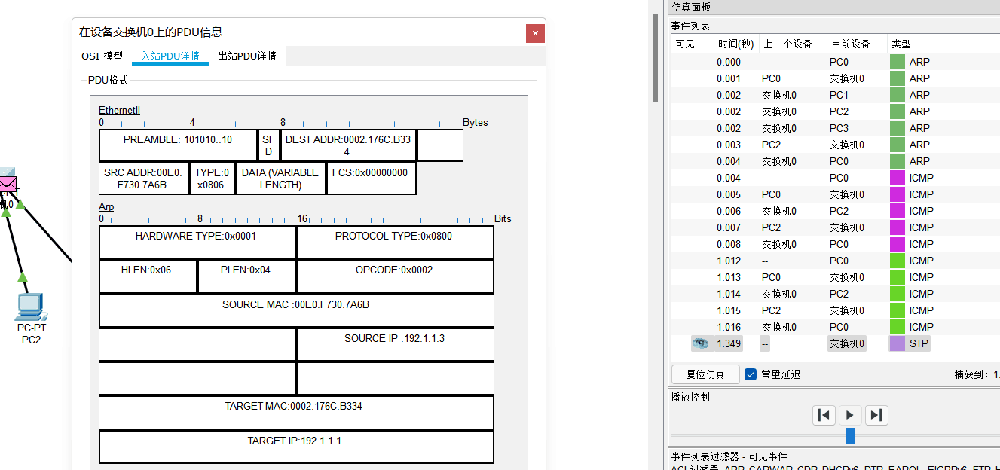 在设备交换机0上的PDU信息
OSI 模型 入站PDU详情 出站PDU详情
PDU格式
EthernetII
0 4 8 Bytes
PREAMBLE: 101010..10 SFD DEST ADDR:0002.176C.B334
SRC ADDR:00E0.F730.7A6B TYPE:0x0806 DATA (VARIABLE LENGTH) FCS:0x00000000
Arp
0 8 16 Bits
HARDWARE TYPE:0x0001 PROTOCOL TYPE:0x0800
HLEN:0x06 PLEN:0x04 OPCODE:0x0002
SOURCE MAC :00E0.F730.7A6B
SOURCE IP :192.1.1.3
TARGET MAC:0002.176C.B334
TARGET IP:192.1.1.1
机0
PC-PT
PC2
仿真面板
事件列表
可见. 时间(秒) 上一个设备 当前设备 类型
0.000 -- PC0 ARP
0.001 PC0 交换机0 ARP
0.002 交换机0 PC1 ARP
0.002 交换机0 PC2 ARP
0.002 交换机0 PC3 ARP
0.003 PC2 交换机0 ARP
0.004 交换机0 PC0 ARP
0.004 -- PC0 ICMP
0.005 PC0 交换机0 ICMP
0.006 交换机0 PC2 ICMP
0.007 PC2 交换机0 ICMP
0.008 交换机0 PC0 ICMP
1.012 -- PC0 ICMP
1.013 PC0 交换机0 ICMP
1.014 交换机0 PC2 ICMP
1.015 PC2 交换机0 ICMP
1.016 交换机0 PC0 ICMP
1.349 -- 交换机0 STP
复位仿真 常量延迟 捕获到: 1.
播放控制
事件列表过滤器 - 可见事件
ACL过滤器, ARP, CAPWAP, CDP, DHCPv6, DTP, EAPOL, EIGRPv6, FTP, H